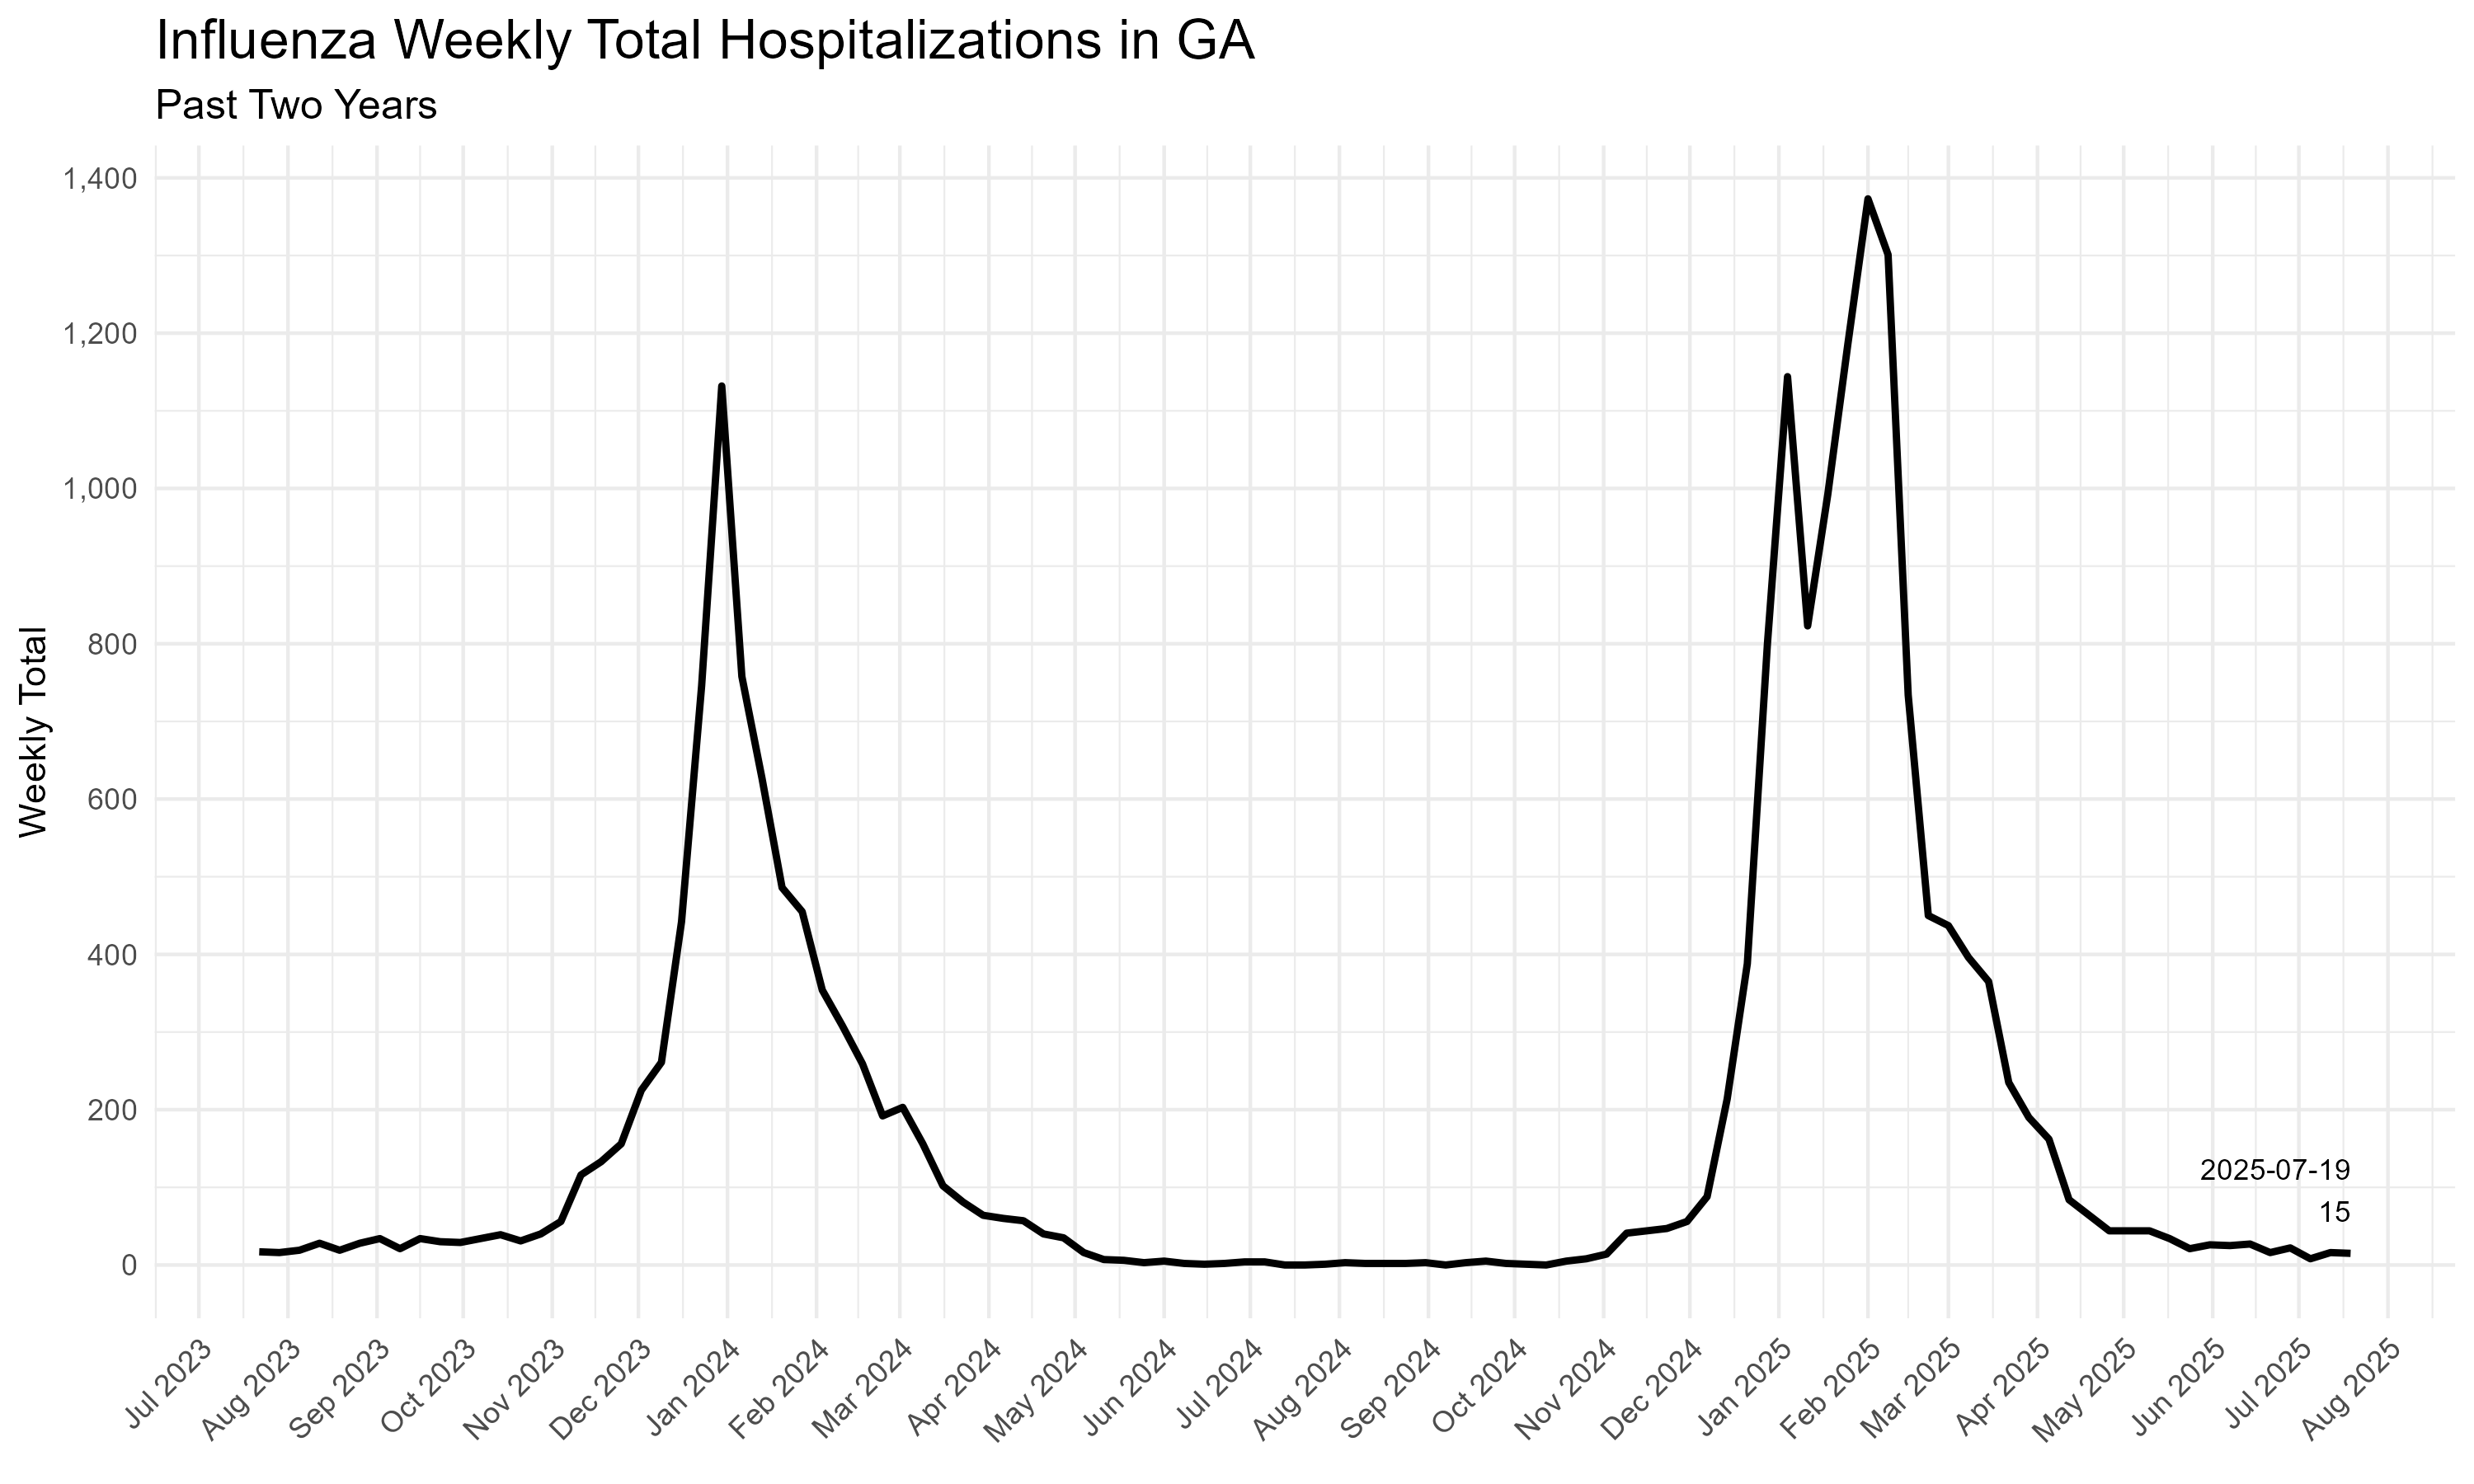 Influenza Weekly Total Hospitalizations in GA
Past Two Years
Weekly Total
1,400
1,200
1,000
800
600
400
200
0
2025-07-19
15
Jul 2023
Aug 2023
Sep 2023
Oct 2023
Nov 2023
Dec 2023
Jan 2024
Feb 2024
Mar 2024
Apr 2024
May 2024
Jun 2024
Jul 2024
Aug 2024
Sep 2024
Oct 2024
Nov 2024
Dec 2024
Jan 2025
Feb 2025
Mar 2025
Apr 2025
May 2025
Jun 2025
Jul 2025
Aug 2025